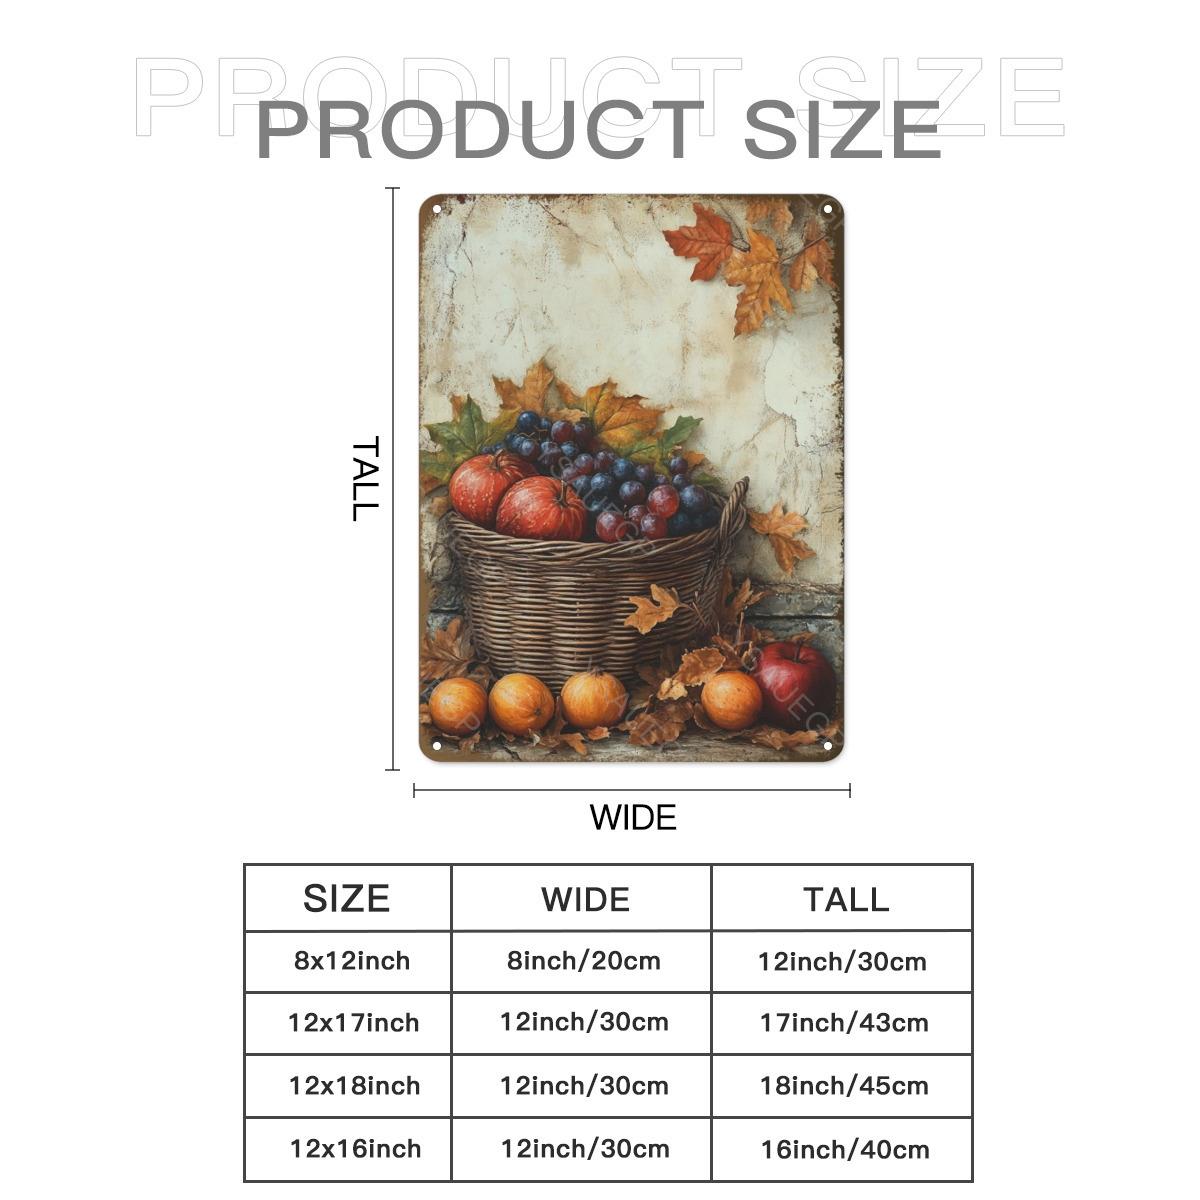 PRODUCT SIZE
PRODUCT SIZE
TALL
WIDE
SIZE WIDE TALL
8x12inch 8inch/20cm 12inch/30cm
12x17inch 12inch/30cm 17inch/43cm
12x18inch 12inch/30cm 18inch/45cm
12x16inch 12inch/30cm 16inch/40cm